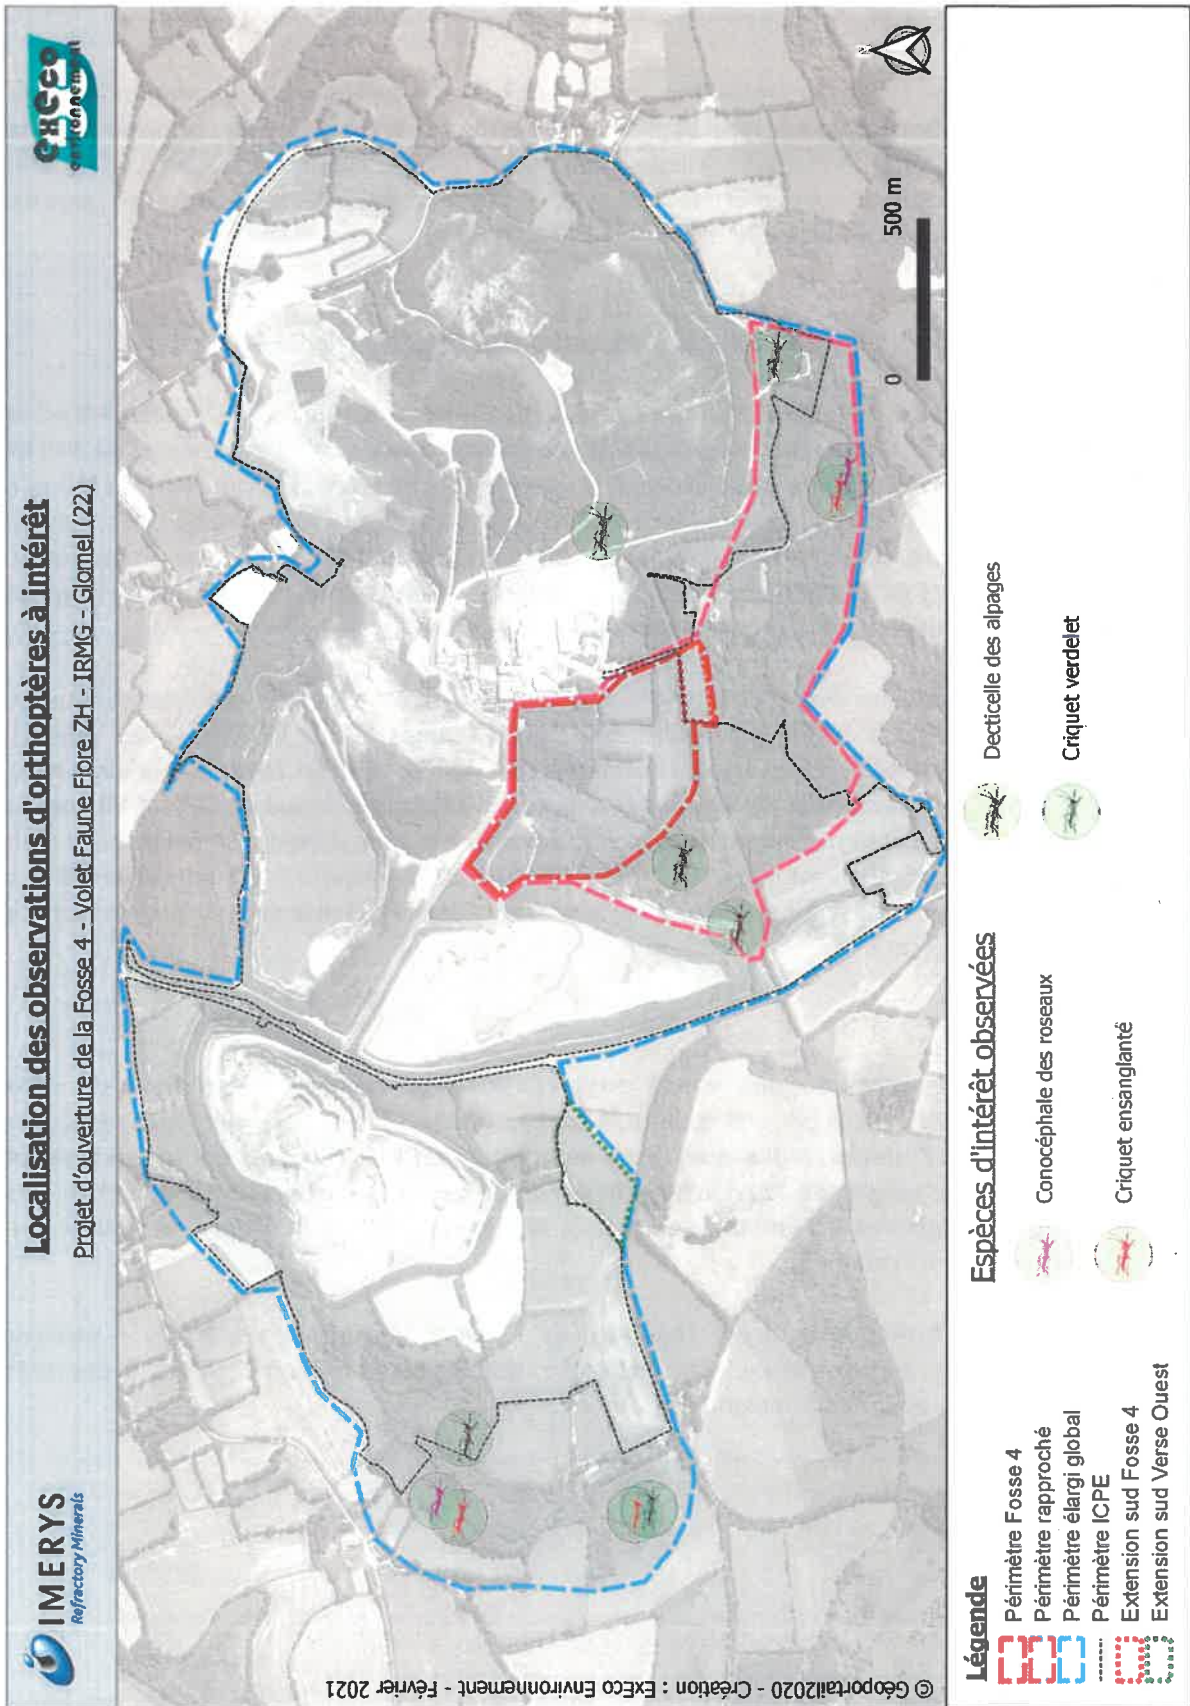 IMERYS
Refractory Minerals
Localisation des observations d'orthoptères à intérêt
Projet d'ouverture de la Fosse 4 - Volet Faune Flore ZH - IRMG - Glomel (22)
execo
environnement
N
0
500 m
© Géoportail2020 - Création : ExEco Environnement - Février 2021
Légende
Périmètre Fosse 4
Périmètre rapproché
Périmètre élargi global
Périmètre ICPE
Extension sud Fosse 4
Extension sud Verse Ouest
Espèces d'intérêt observées
Conocéphale des roseaux
Criquet ensanglanté
Decticelle des alpages
Criquet verdelet